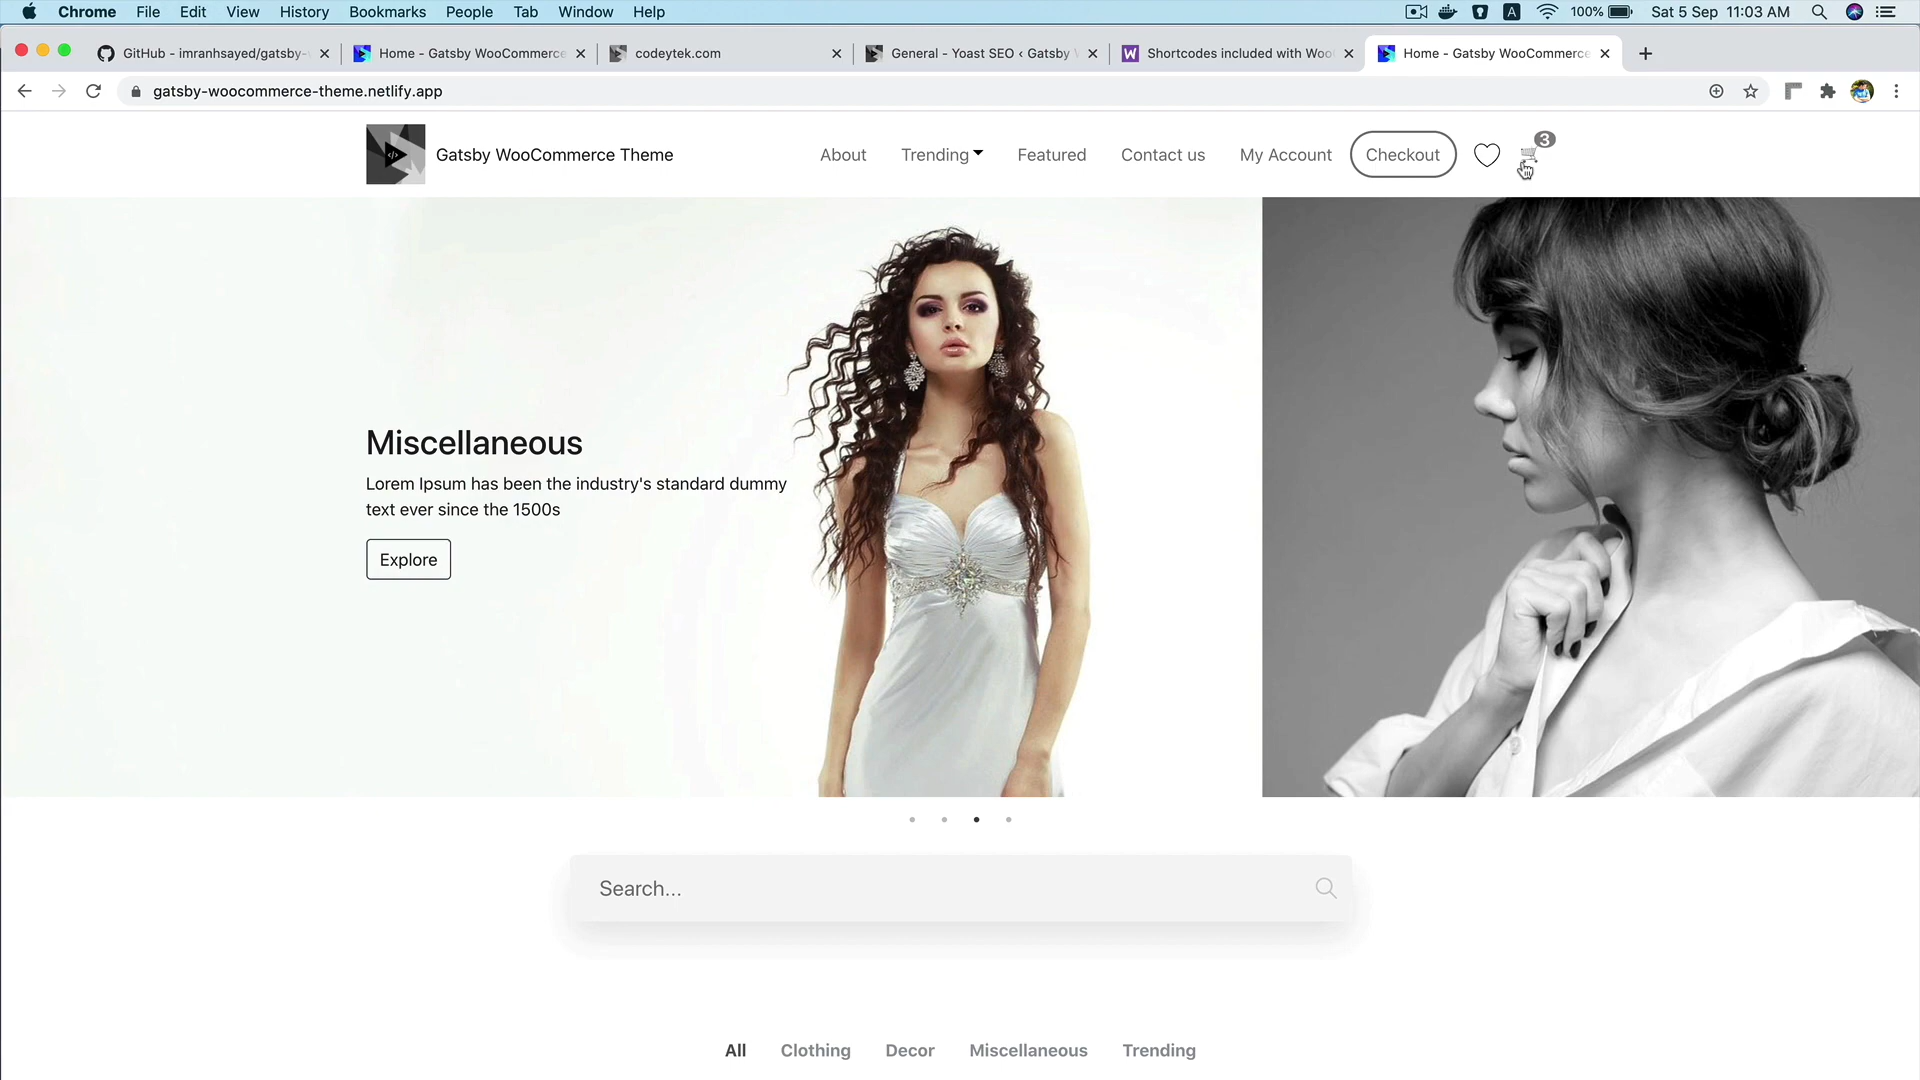 Chrome File Edit View History Bookmarks People Tab Window Help A 100% Sat 5 Sep 11:03 AM
GitHub - imranhsayed/gatsby- Home - Gatsby WooCommerce codeytek.com General - Yoast SEO ‹ Gatsby W Shortcodes included with Woo Home - Gatsby WooCommerce
gatsby-woocommerce-theme.netlify.app
Gatsby WooCommerce Theme About Trending Featured Contact us My Account Checkout 3
Miscellaneous
Lorem Ipsum has been the industry's standard dummy
text ever since the 1500s
Explore
Search...
All Clothing Decor Miscellaneous Trending